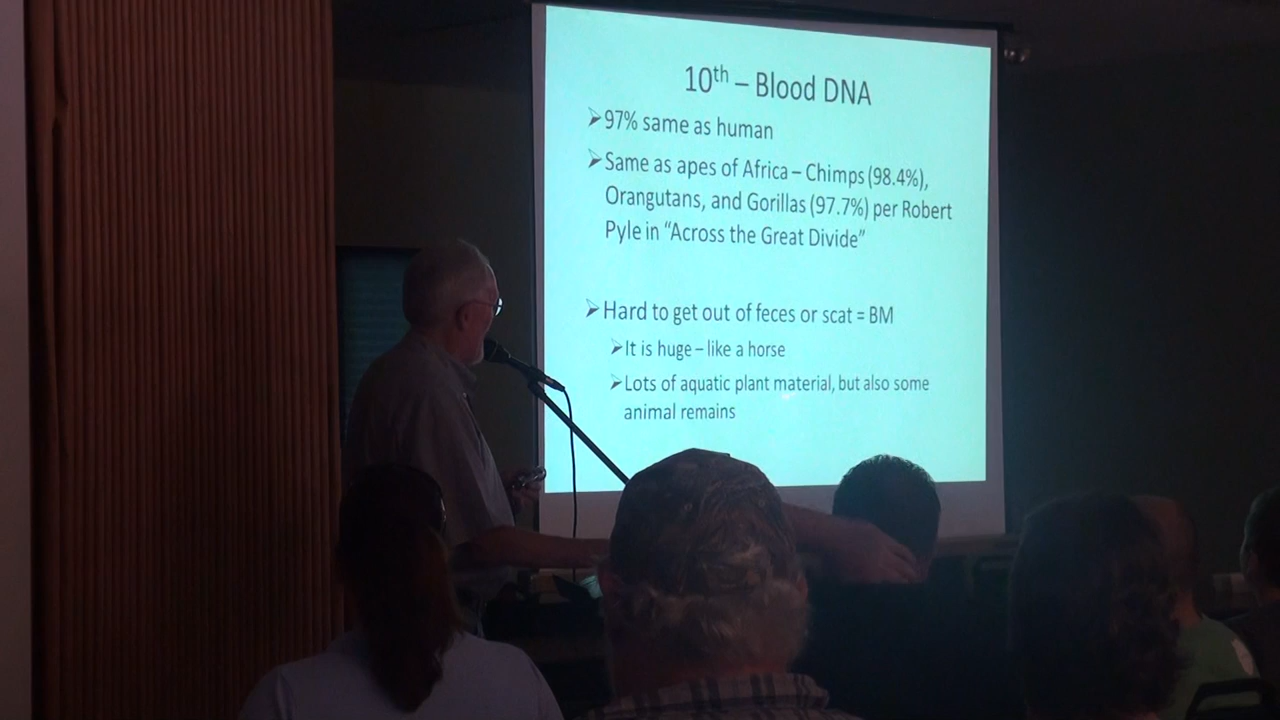 10th – Blood DNA
➢97% same as human
➢Same as apes of Africa – Chimps (98.4%),
Orangutans, and Gorillas (97.7%) per Robert
Pyle in “Across the Great Divide”
➢Hard to get out of feces or scat = BM
➢It is huge – like a horse
➢Lots of aquatic plant material, but also some
animal remains